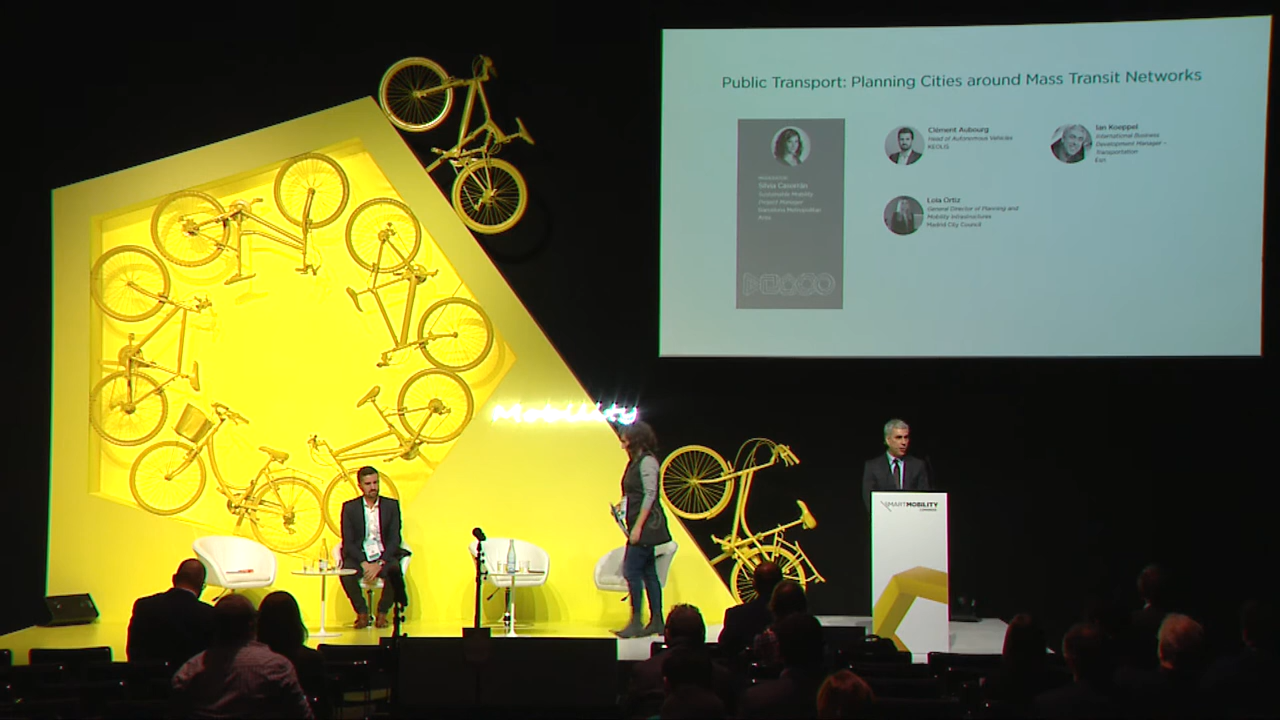 Public Transport: Planning Cities around Mass Transit Networks
Clément Aubourg
Head of Autonomous Vehicles
KEOLIS
Ian Koeppel
International Business
Development Manager -
Transportation
Esri
Silvia Casorrán
Sustainable Mobility
Project Manager
Barcelona Metropolitan
Area
Lola Ortiz
General Director of Planning and
Mobility Infrastructures
Madrid City Council
Mobility
SMARTMOBILITY
CONGRESS